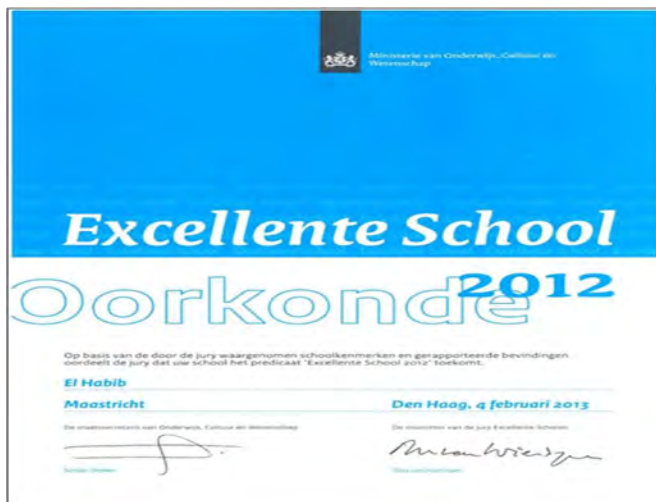 Ministerie van Onderwijs, Cultuur en
Wetenschap
Excellente School
2012
Oorkonde
Op basis van de door de jury waargenomen schoolkenmerken en gerapporteerde bevindingen
oordeelt de jury dat uw school het predicaat "Excellente School 2012" toekomt.
El Habib
Maastricht
Den Haag, 4 februari 2013
De staatssecretaris van Onderwijs, Cultuur en Wetenschap
De voorzitter van de jury Excellente Scholen
Sander Dekker